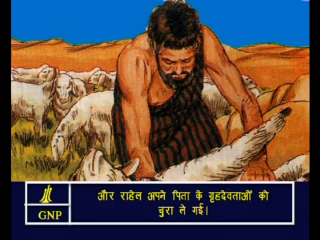 और राहेल अपने पिता के गृहदेवताओं को
चुरा ले गई।
GNP